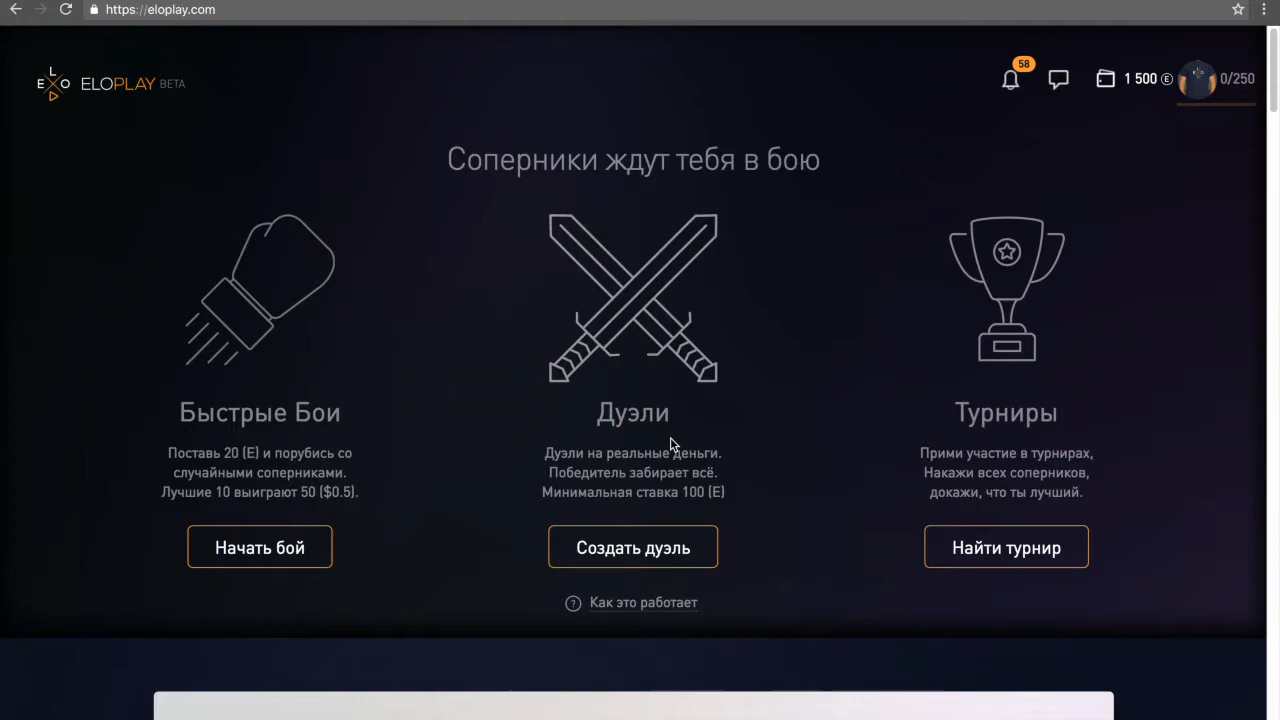 https://eloplay.com
E L O ELOPLAY BETA
58
1 500 E
0/250
Соперники ждут тебя в бою
Быстрые Бои
Поставь 20 (E) и порубись со
случайными соперниками.
Лучшие 10 выиграют 50 ($0.5).
Начать бой
Дуэли
Дуэли на реальные деньги.
Победитель забирает всё.
Минимальная ставка 100 (E)
Создать дуэль
Турниры
Прими участие в турнирах,
Накажи всех соперников,
докажи, что ты лучший.
Найти турнир
? Как это работает